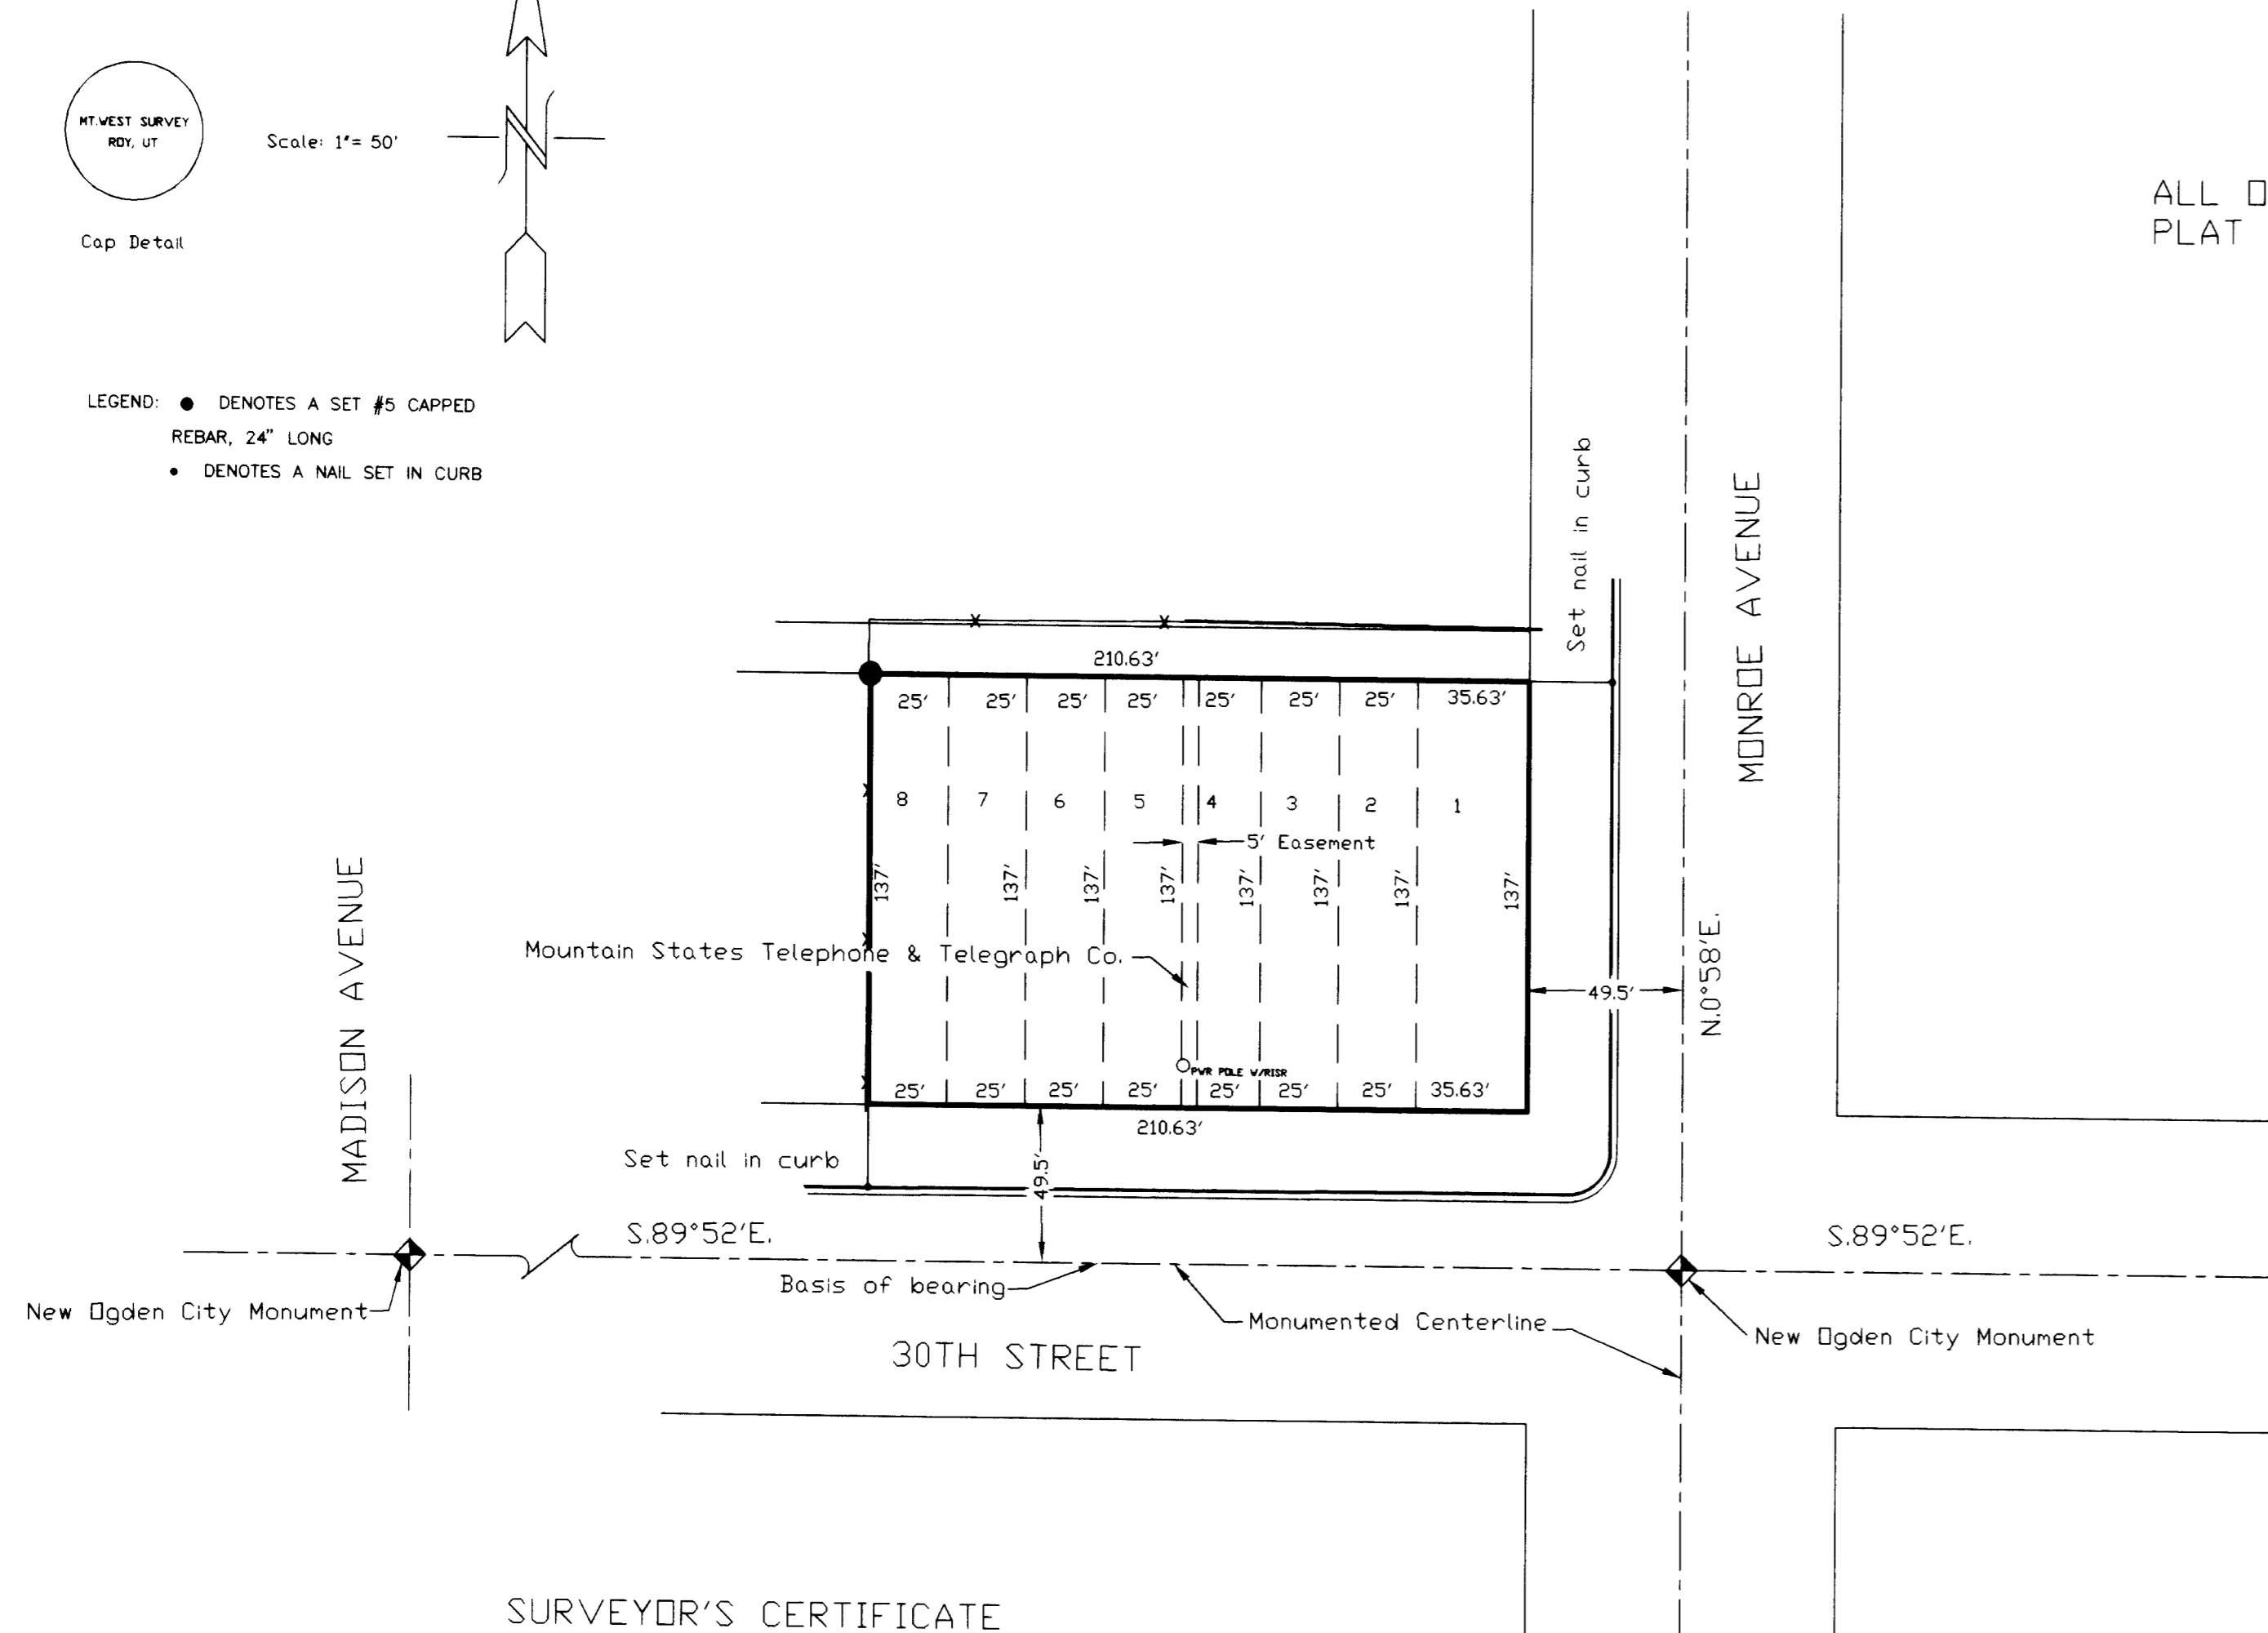 MT.WEST SURVEY
ROY, UT
Cap Detail
Scale: 1"= 50'
N
ALL O
PLAT
LEGEND: ● DENOTES A SET #5 CAPPED
REBAR, 24" LONG
• DENOTES A NAIL SET IN CURB
Set nail in curb
MONROE AVENUE
210.63'
25' 25' 25' 25' 25' 25' 25' 35.63'
8 7 6 5 4 3 2 1
5' Easement
137' 137' 137' 137' 137' 137' 137' 137'
MADISON AVENUE
Mountain States Telephone & Telegraph Co.
49.5'
N.0°58'E.
PWR POLE W/RISR
25' 25' 25' 25' 25' 25' 25' 35.63'
210.63'
Set nail in curb
49.5'
S.89°52'E.
S.89°52'E.
Basis of bearing
New Ogden City Monument
Monumented Centerline
New Ogden City Monument
30TH STREET
SURVEYOR'S CERTIFICATE